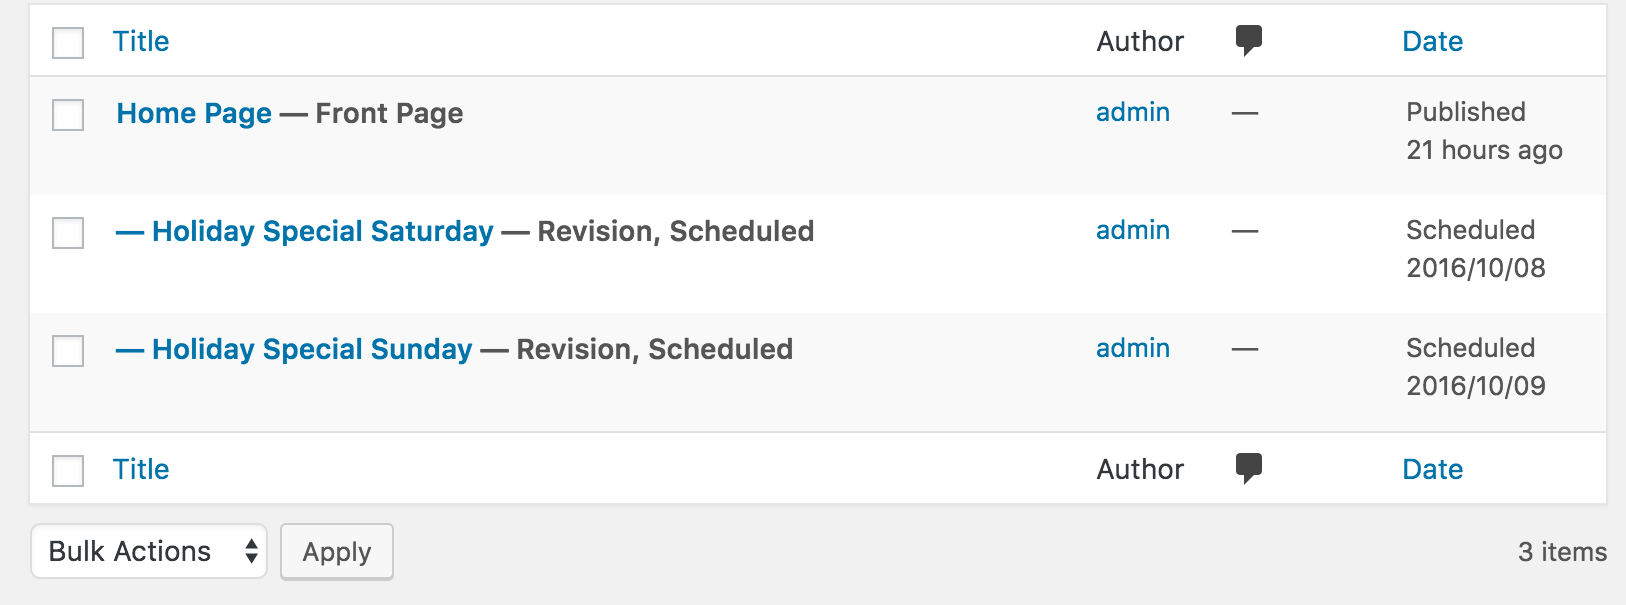 Title Author Date
Home Page — Front Page admin — Published
21 hours ago
— Holiday Special Saturday — Revision, Scheduled admin — Scheduled
2016/10/08
— Holiday Special Sunday — Revision, Scheduled admin — Scheduled
2016/10/09
Title Author Date
Bulk Actions Apply 3 items